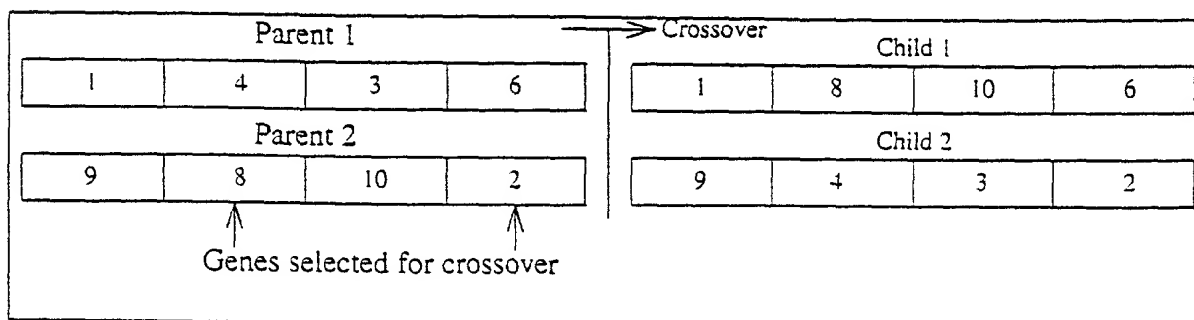 Parent 1
1 4 3 6
Parent 2
9 8 10 2
Genes selected for crossover
Crossover
Child 1
1 8 10 6
Child 2
9 4 3 2